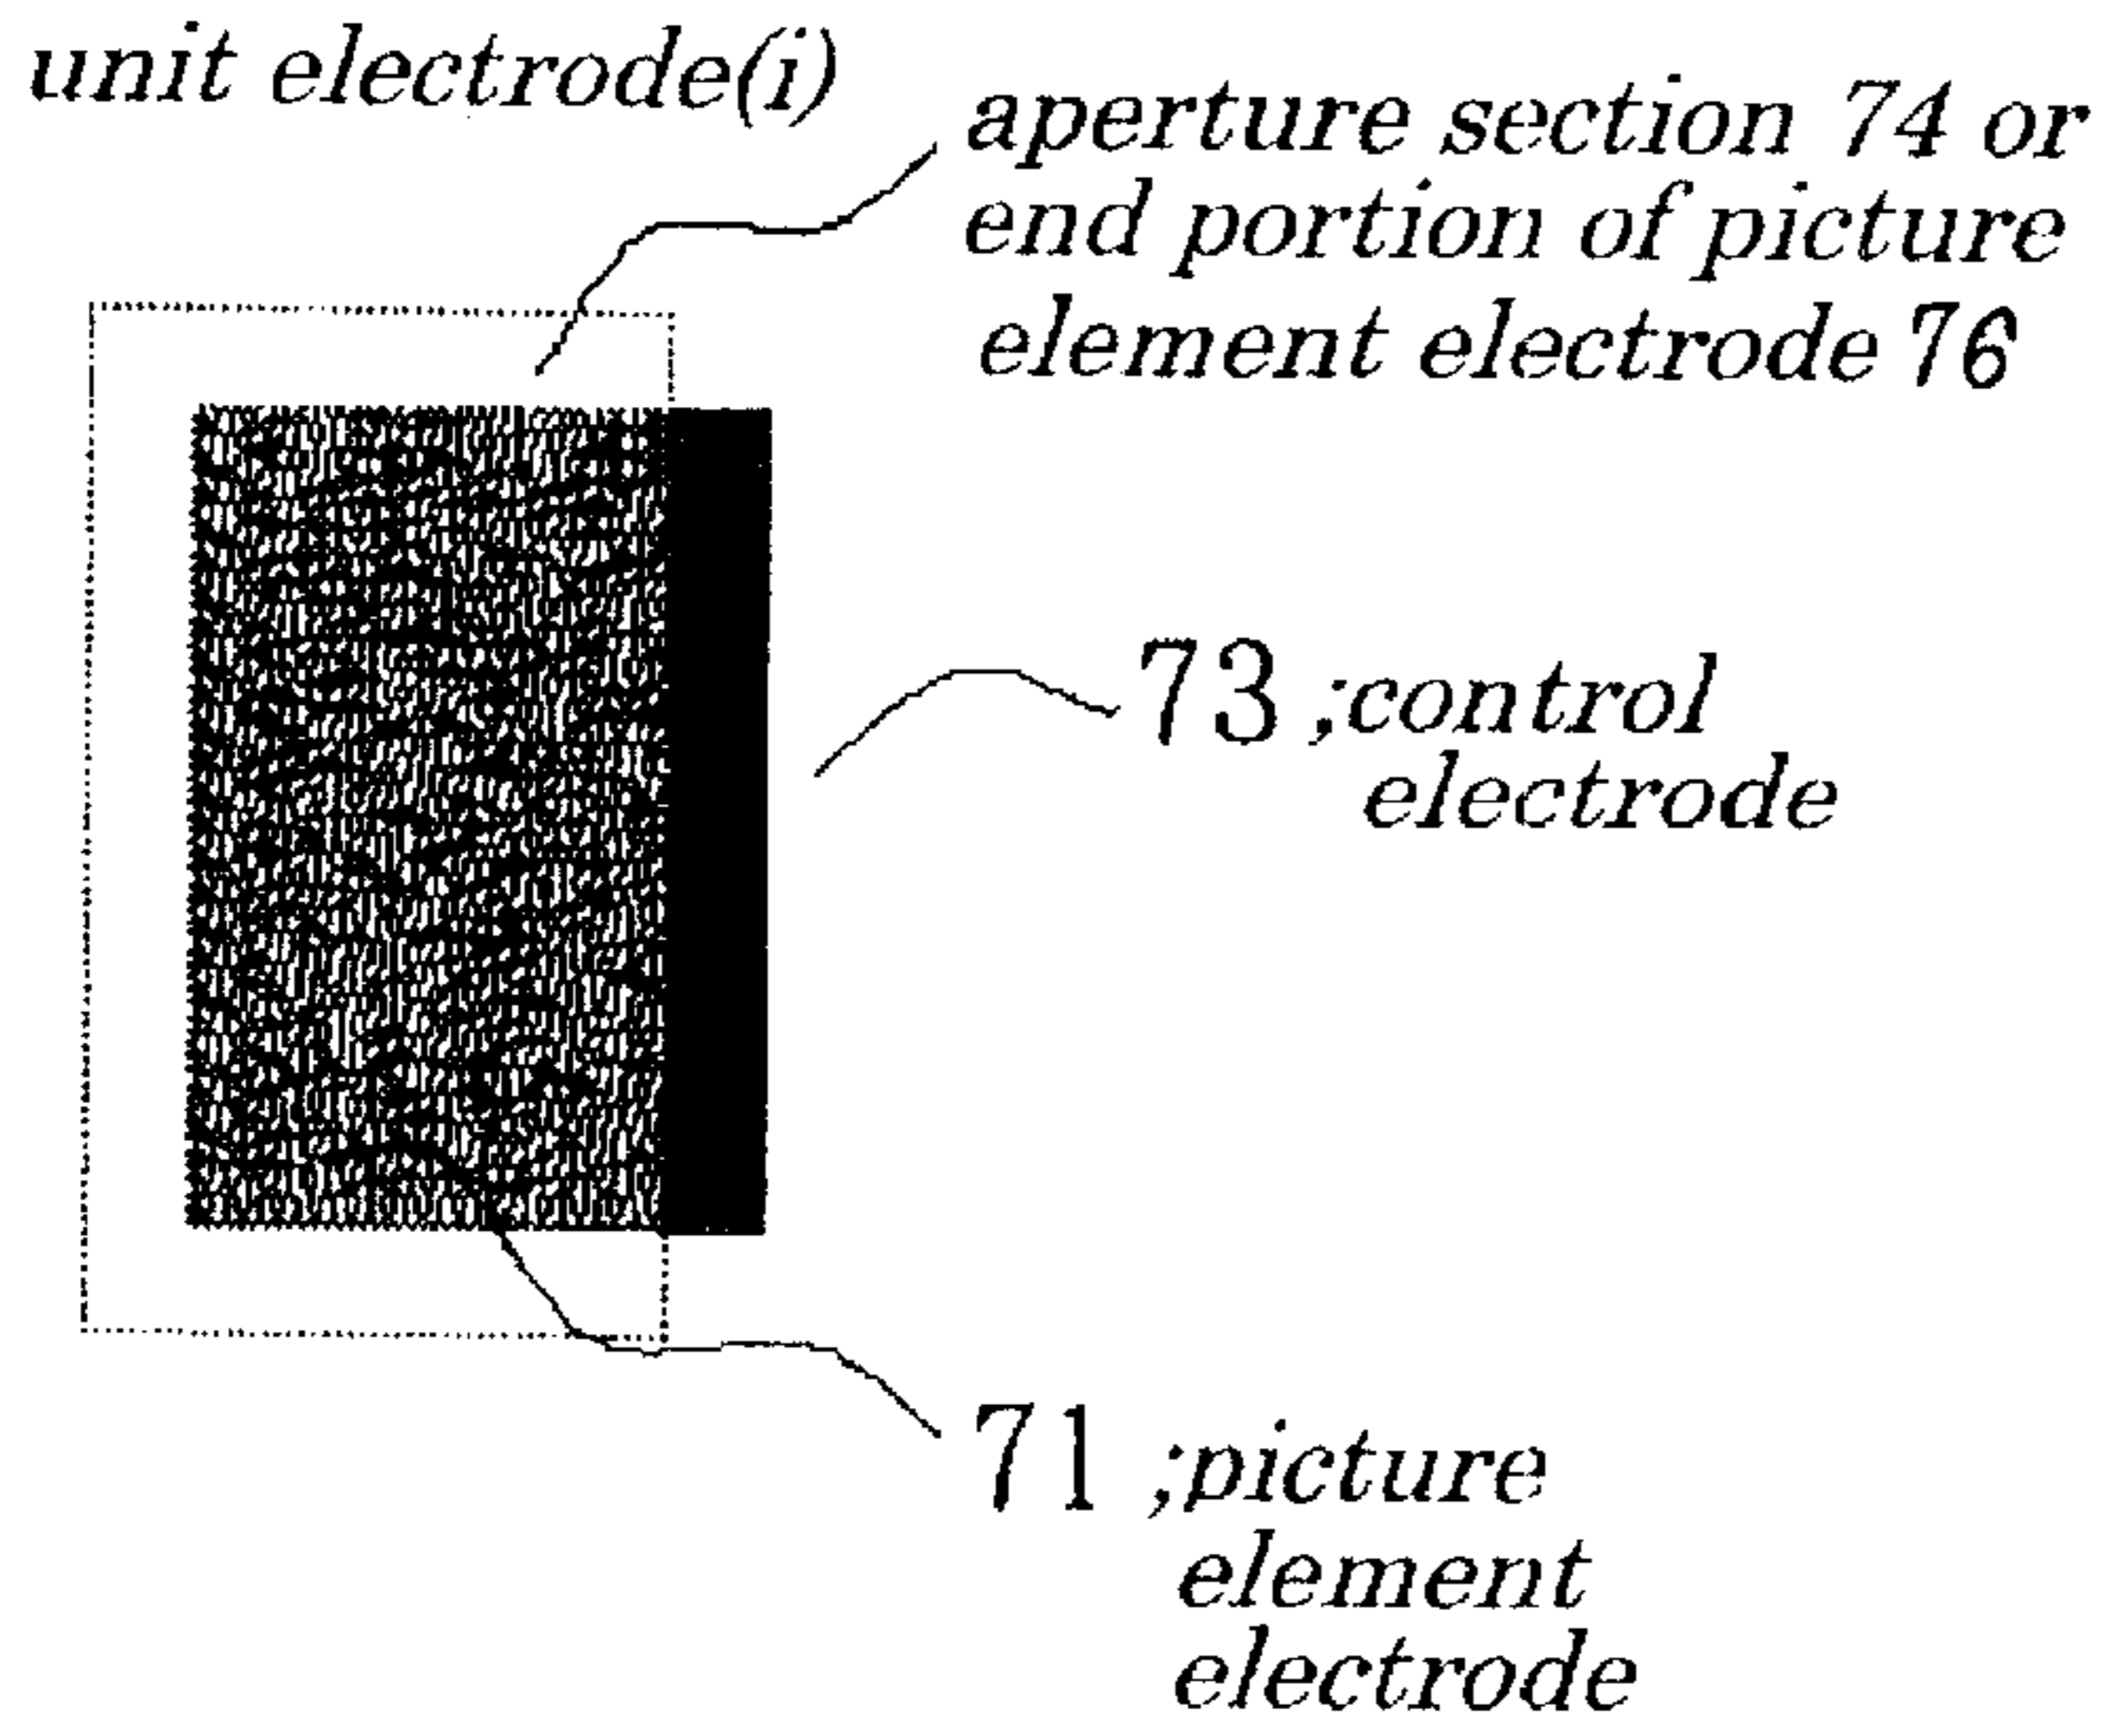 unit electrode(i)
aperture section 74 or
end portion of picture
element electrode 76
73 ;control
electrode
71 ;picture
element
electrode